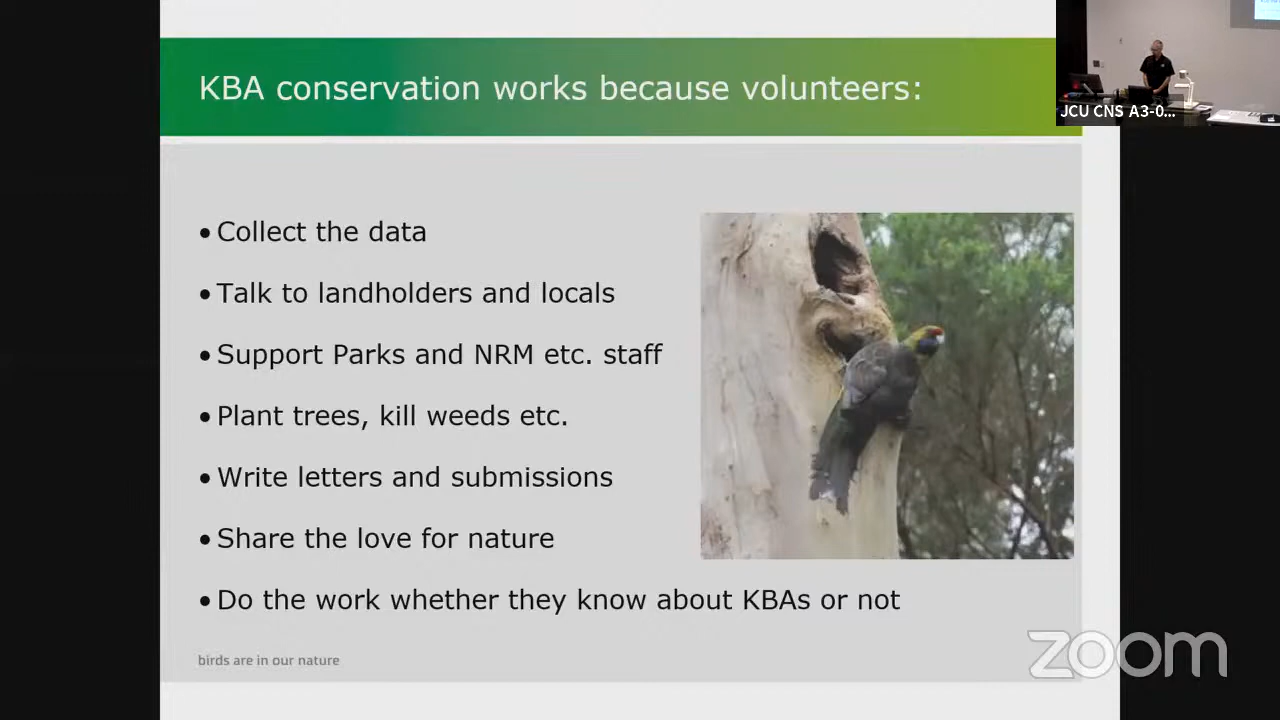 KBA conservation works because volunteers:
JCU CNS A3-0...
• Collect the data
• Talk to landholders and locals
• Support Parks and NRM etc. staff
• Plant trees, kill weeds etc.
• Write letters and submissions
• Share the love for nature
• Do the work whether they know about KBAs or not
birds are in our nature
zoom